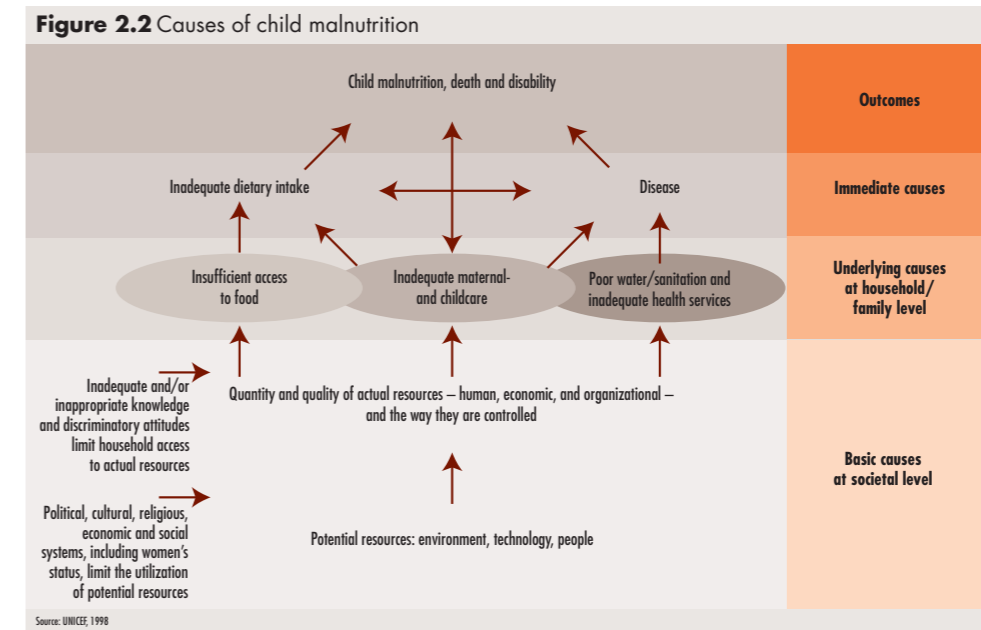 Figure 2.2 Causes of child malnutrition
Child malnutrition, death and disability
Outcomes
Inadequate dietary intake
Disease
Immediate causes
Insufficient access
to food
Inadequate maternal-
and childcare
Poor water/sanitation and
inadequate health services
Underlying causes
at household/
family level
Inadequate and/or
inappropriate knowledge
and discriminatory attitudes
limit household access
to actual resources
Quantity and quality of actual resources – human, economic, and organizational –
and the way they are controlled
Basic causes
at societal level
Political, cultural, religious,
economic and social
systems, including women's
status, limit the utilization
of potential resources
Potential resources: environment, technology, people
Source: UNICEF, 1998